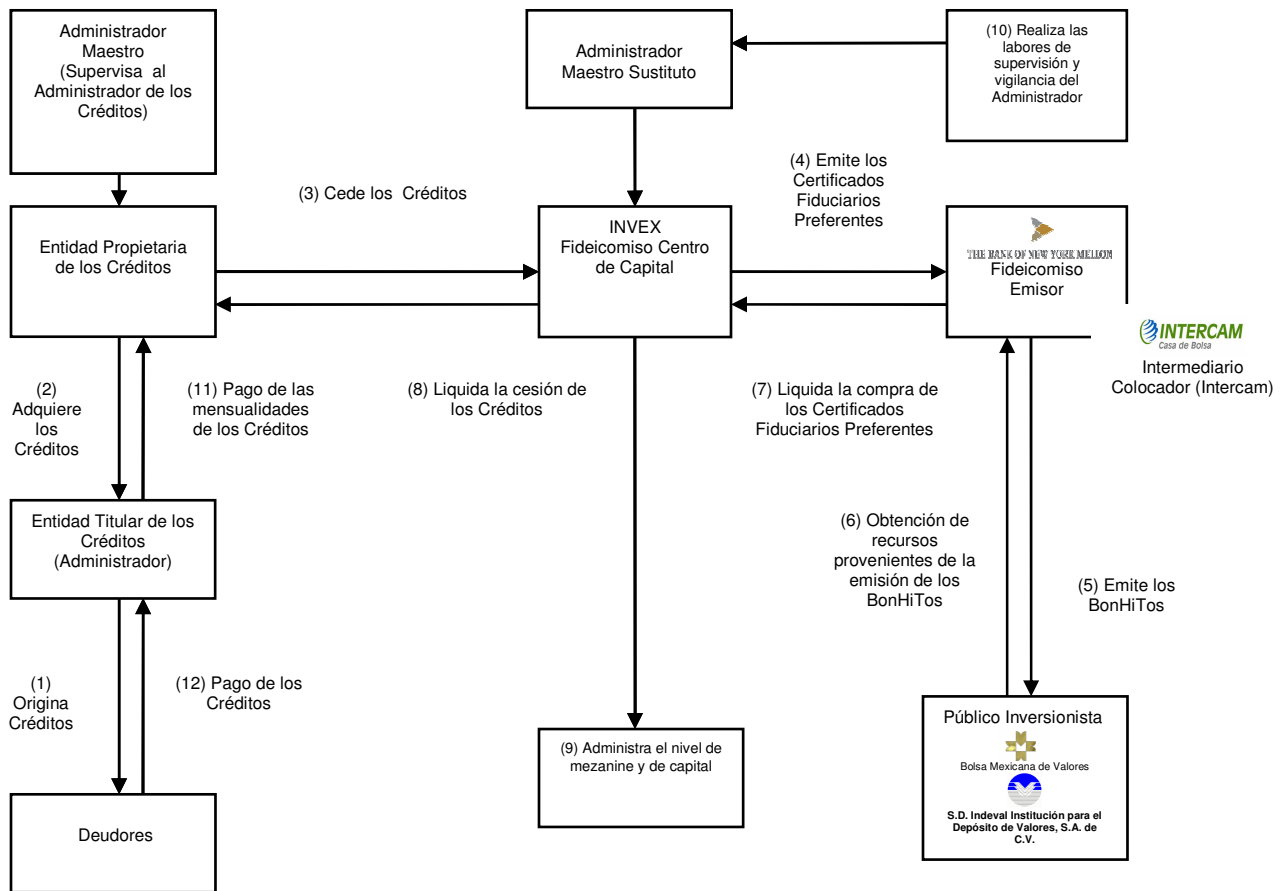 Administrador
Maestro
(Supervisa al
Administrador de los
Créditos)
Administrador
Maestro Sustituto
(10) Realiza las
labores de
supervisión y
vigilancia del
Administrador
(3) Cede los Créditos
(4) Emite los
Certificados
Fiduciarios
Preferentes
Entidad Propietaria
de los Créditos
INVEX
Fideicomiso Centro
de Capital
THE BANK OF NEW YORK MELLON
Fideicomiso
Emisor
INTERCAM
Casa de Bolsa
Intermediario
Colocador (Intercam)
(2)
Adquiere
los
Créditos
(11) Pago de las
mensualidades
de los Créditos
(8) Liquida la cesión de
los Créditos
(7) Liquida la compra de
los Certificados
Fiduciarios Preferentes
Entidad Titular de los
Créditos
(Administrador)
(6) Obtención de
recursos
provenientes de la
emisión de los
BonHiTos
(5) Emite los
BonHiTos
(1)
Origina
Créditos
(12) Pago de los
Créditos
(9) Administra el nivel de
mezanine y de capital
Público Inversionista
Bolsa Mexicana de Valores
S.D. Indeval Institución para el
Depósito de Valores, S.A. de
C.V.
Deudores